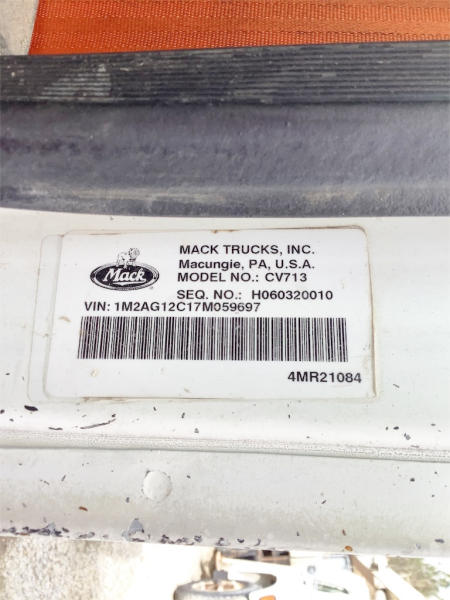 MACK TRUCKS, INC.
Macungie, PA, U.S.A.
Mack
MODEL NO.: CV713
SEQ. NO.: H060320010
VIN: 1M2AG12C17M059697
4MR21084